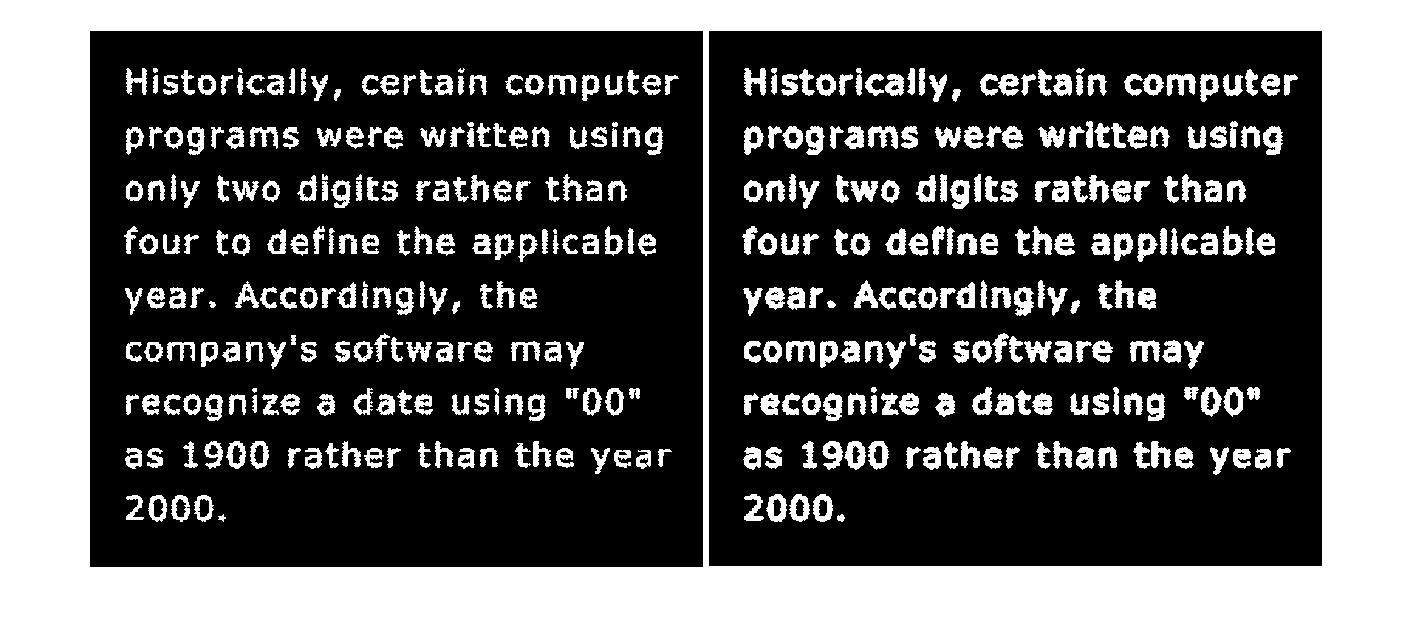 Historically, certain computer
programs were written using
only two digits rather than
four to define the applicable
year. Accordingly, the
company's software may
recognize a date using "00"
as 1900 rather than the year
2000.
Historically, certain computer
programs were written using
only two digits rather than
four to define the applicable
year. Accordingly, the
company's software may
recognize a date using "00"
as 1900 rather than the year
2000.